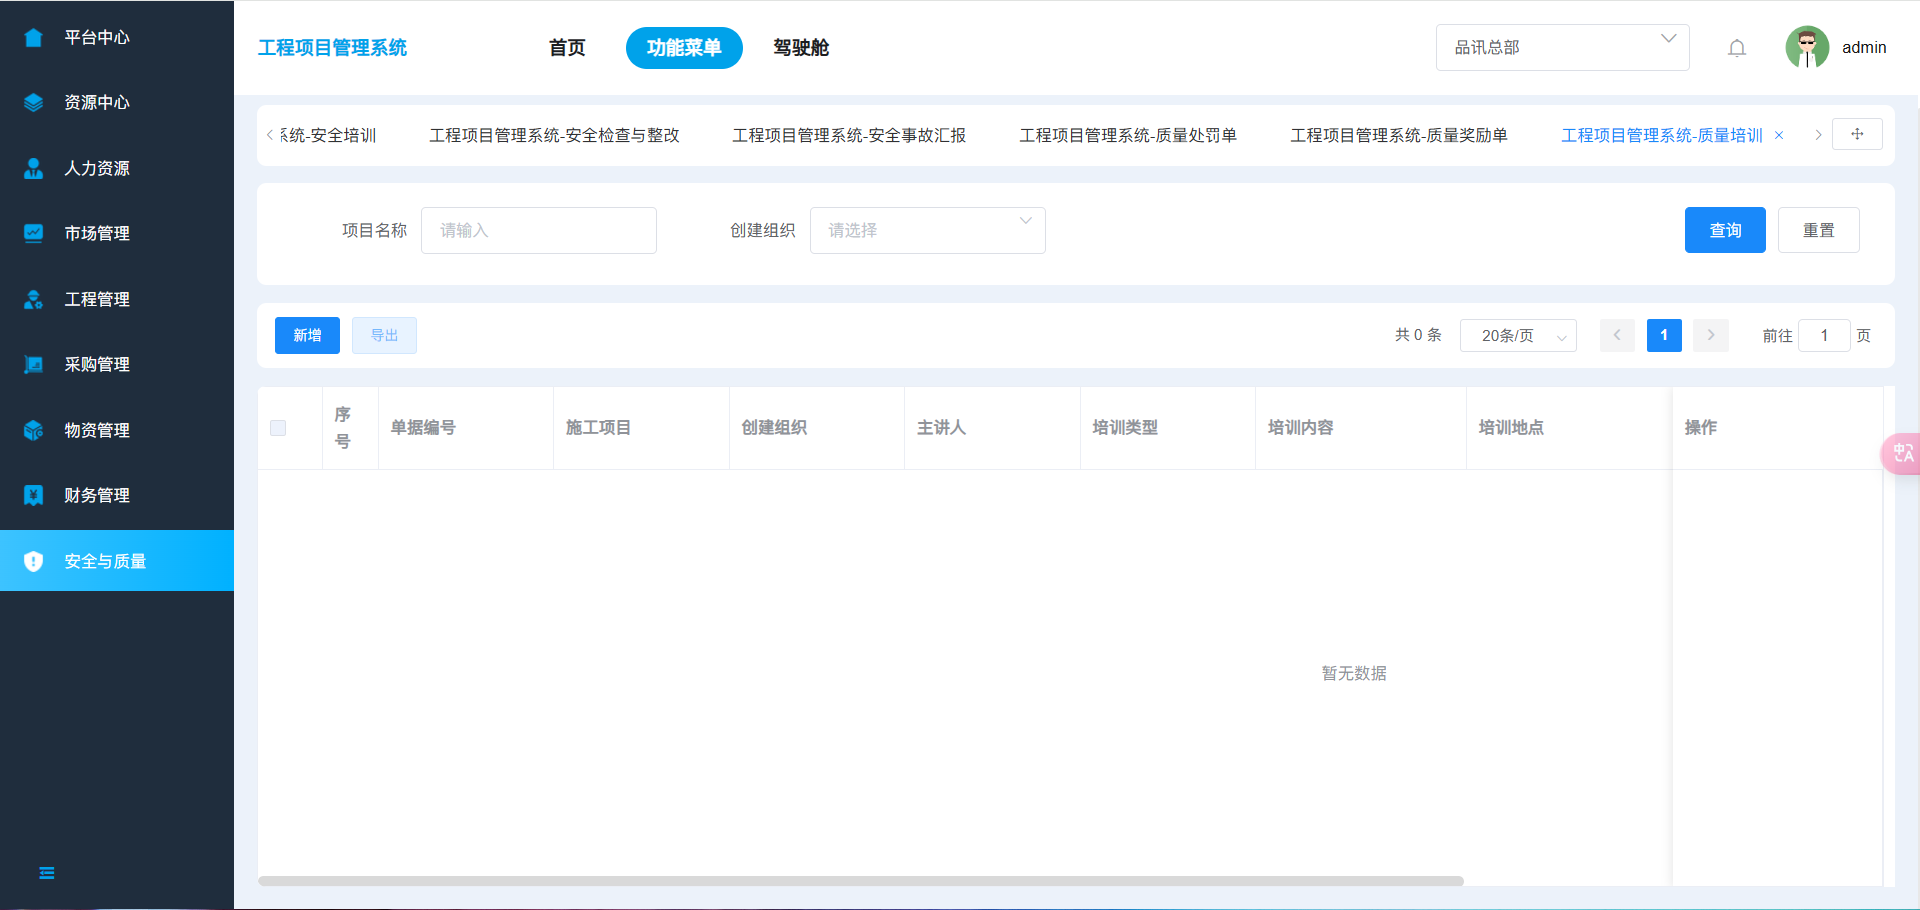 平台中心
资源中心
人力资源
市场管理
工程管理
采购管理
物资管理
财务管理
安全与质量
工程项目管理系统 首页 功能菜单 驾驶舱 品讯总部 admin
系统-安全培训 工程项目管理系统-安全检查与整改 工程项目管理系统-安全事故汇报 工程项目管理系统-质量处罚单 工程项目管理系统-质量奖励单 工程项目管理系统-质量培训
项目名称 请输入 创建组织 请选择 查询 重置
新增 导出 共 0 条 20条/页 1 前往 1 页
序号 单据编号 施工项目 创建组织 主讲人 培训类型 培训内容 培训地点 操作
暂无数据
中A